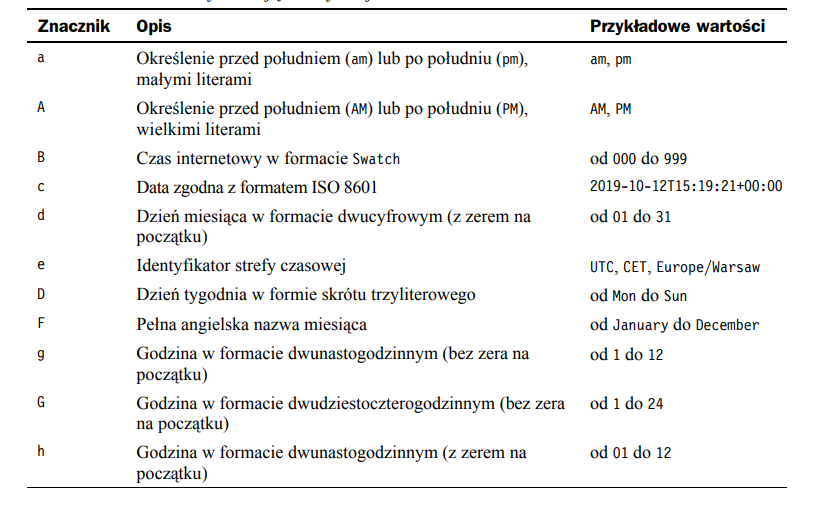 Znacznik Opis Przykładowe wartości
a Określenie przed południem (am) lub po południu (pm), am, pm
małymi literami
A Określenie przed południem (AM) lub po południu (PM), AM, PM
wielkimi literami
B Czas internetowy w formacie Swatch od 000 do 999
c Data zgodna z formatem ISO 8601 2019-10-12T15:19:21+00:00
d Dzień miesiąca w formacie dwucyfrowym (z zerem na od 01 do 31
początku)
e Identyfikator strefy czasowej UTC, CET, Europe/Warsaw
D Dzień tygodnia w formie skrótu trzyliterowego od Mon do Sun
F Pełna angielska nazwa miesiąca od January do December
g Godzina w formacie dwunastogodzinnym (bez zera na od 1 do 12
początku)
G Godzina w formacie dwudziestoczterogodzinnym (bez zera od 1 do 24
na początku)
h Godzina w formacie dwunastogodzinnym (z zerem na od 01 do 12
początku)